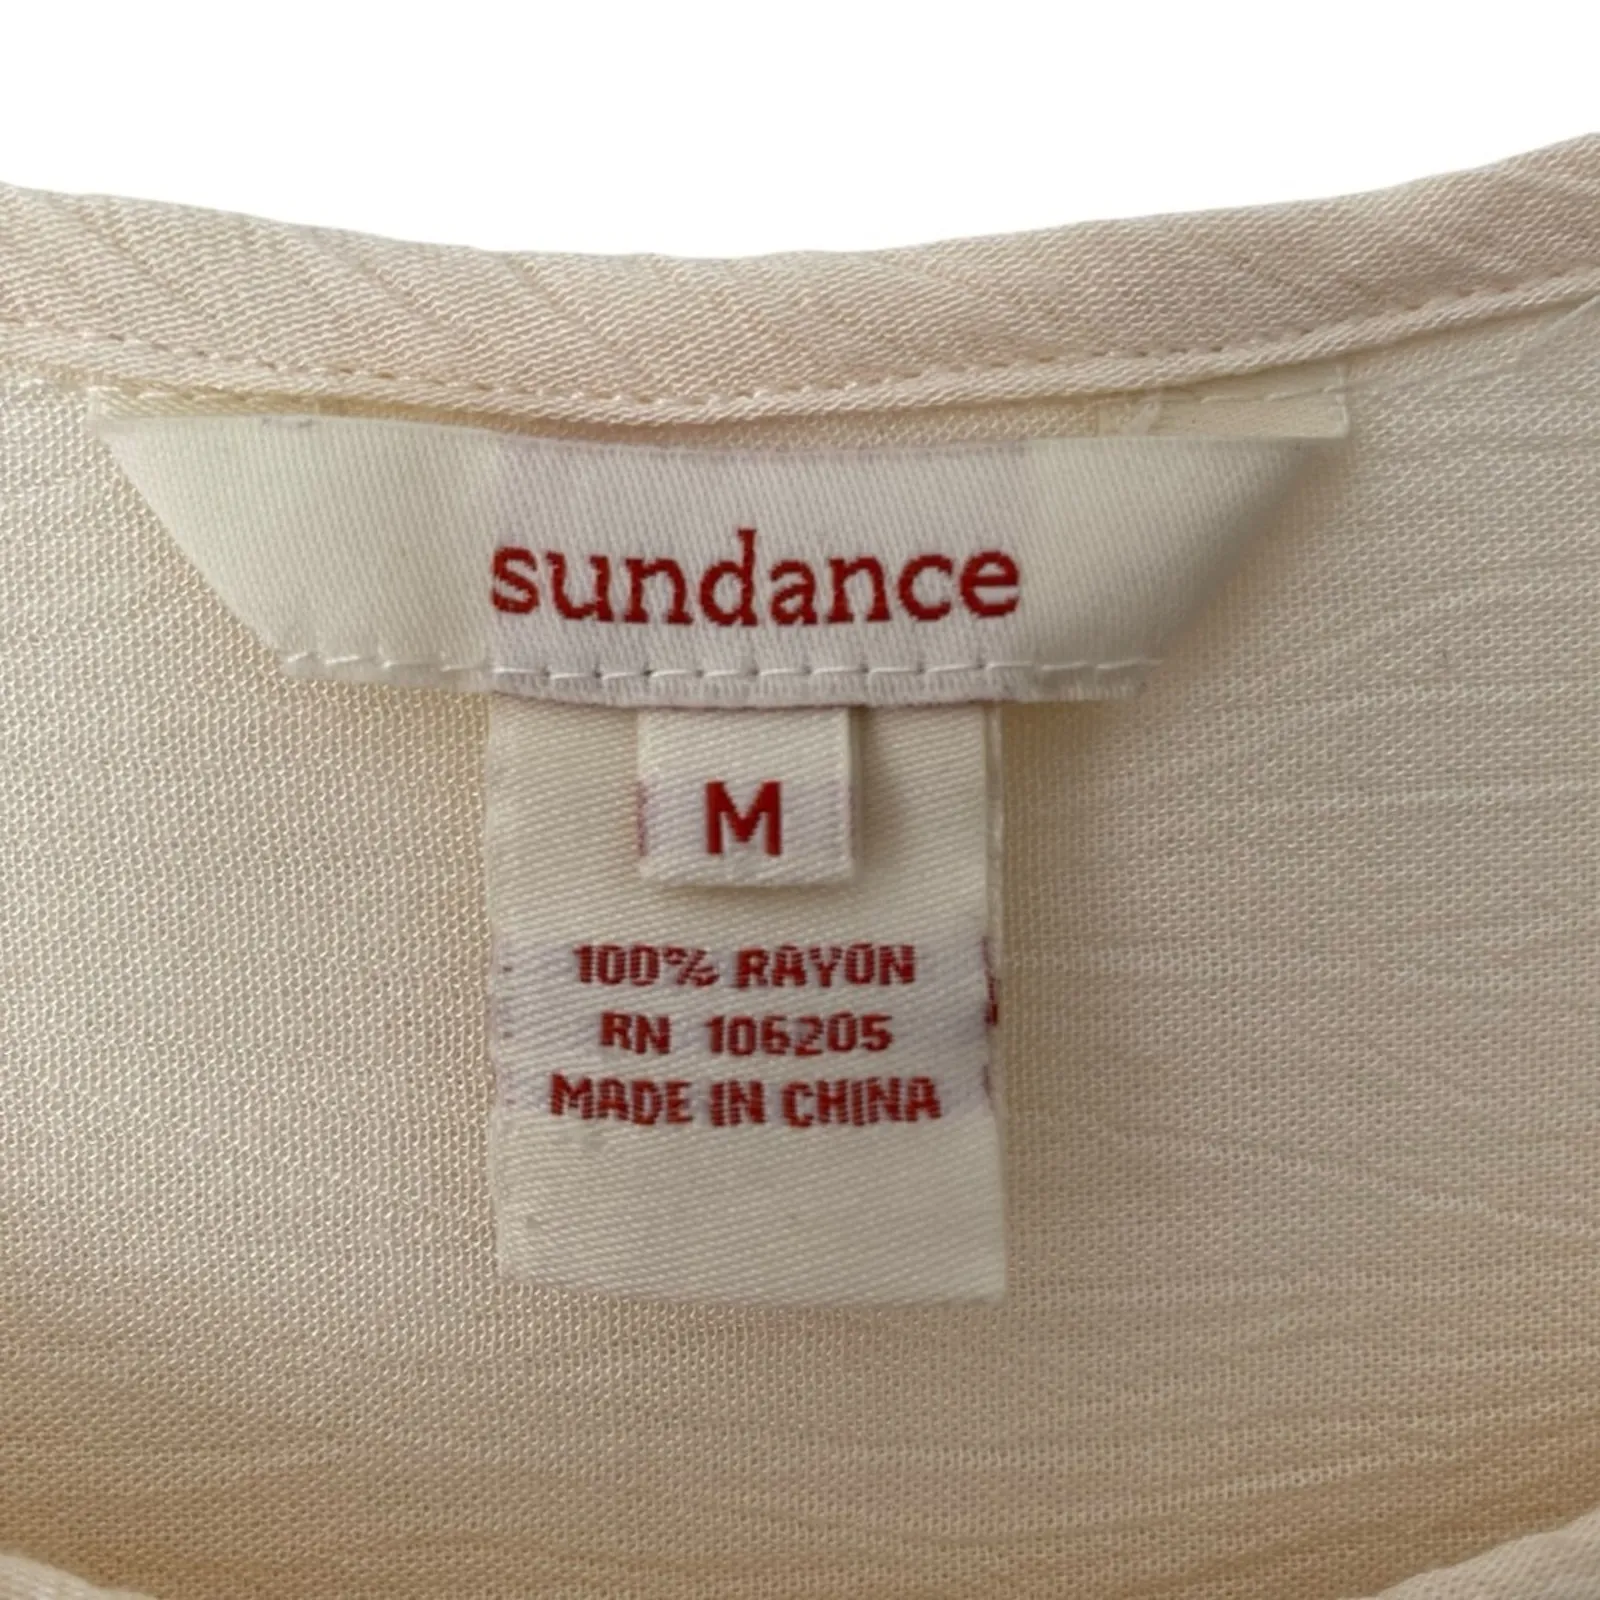 sundance
M
100% RAYON
RN 106205
MADE IN CHINA